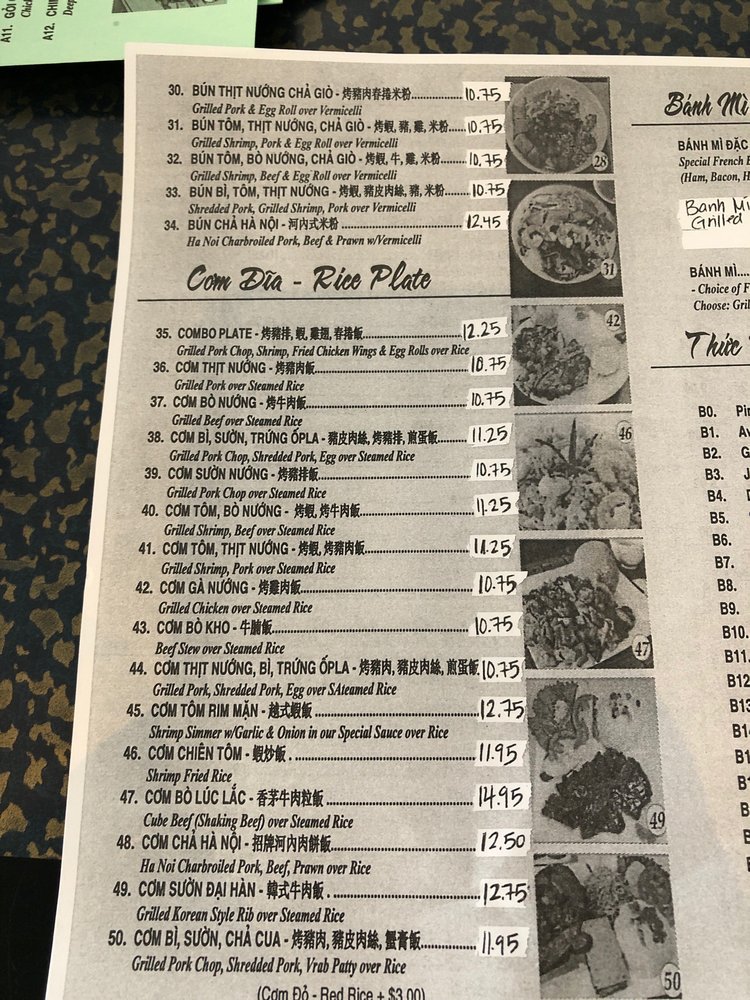 A11. GỎI
Chic
A12. CHI
Deep
30. BÚN THỊT NƯỚNG CHẢ GIÒ - 烤豬肉春捲米粉 10.75
Grilled Pork & Egg Roll over Vermicelli
31. BÚN TÔM, THỊT NƯỚNG, CHẢ GIÒ - 烤蝦, 豬, 雞, 米粉 10.75
Grilled Shrimp, Pork & Egg Roll over Vermicelli
32. BÚN TÔM, BÒ NƯỚNG, CHẢ GIÒ - 烤蝦, 牛, 雞, 米粉 10.75
Grilled Shrimp, Beef & Egg Roll over Vermicelli
33. BÚN BÌ, TÔM, THỊT NƯỚNG - 烤蝦, 豬皮肉絲, 豬, 米粉 10.75
Shredded Pork, Grilled Shrimp, Pork over Vermicelli
34. BÚN CHẢ HÀ NỘI - 河內式米粉 12.45
Ha Noi Charbroiled Pork, Beef & Prawn w/Vermicelli
Cơm Dĩa - Rice Plate
35. COMBO PLATE - 烤豬排, 蝦, 雞翅, 春捲飯 12.25
Grilled Pork Chop, Shrimp, Fried Chicken Wings & Egg Rolls over Rice
36. CƠM THỊT NƯỚNG - 烤豬肉飯 10.75
Grilled Pork over Steamed Rice
37. CƠM BÒ NƯỚNG - 烤牛肉飯 10.75
Grilled Beef over Steamed Rice
38. CƠM BÌ, SƯỜN, TRỨNG ỐPLA - 豬皮肉絲, 烤豬排, 煎蛋飯 11.25
Grilled Pork Chop, Shredded Pork, Egg over Steamed Rice
39. CƠM SƯỜN NƯỚNG - 烤豬排飯 10.75
Grilled Pork Chop over Steamed Rice
40. CƠM TÔM, BÒ NƯỚNG - 烤蝦, 烤牛肉飯 11.25
Grilled Shrimp, Beef over Steamed Rice
41. CƠM TÔM, THỊT NƯỚNG - 烤蝦, 烤豬肉飯 11.25
Grilled Shrimp, Pork over Steamed Rice
42. CƠM GÀ NƯỚNG - 烤雞肉飯 10.75
Grilled Chicken over Steamed Rice
43. CƠM BÒ KHO - 牛腩飯 10.75
Beef Stew over Steamed Rice
44. CƠM THỊT NƯỚNG, BÌ, TRỨNG ỐPLA - 烤豬肉, 豬皮肉絲, 煎蛋飯 10.75
Grilled Pork, Shredded Pork, Egg over SAteamed Rice
45. CƠM TÔM RIM MẶN - 越式蝦飯 12.75
Shrimp Simmer w/Garlic & Onion in our Special Sauce over Rice
46. CƠM CHIÊN TÔM - 蝦炒飯 11.95
Shrimp Fried Rice
47. CƠM BÒ LÚC LẮC - 香茅牛肉粒飯 14.95
Cube Beef (Shaking Beef) over Steamed Rice
48. CƠM CHẢ HÀ NỘI - 招牌河內肉餅飯 12.50
Ha Noi Charbroiled Pork, Beef, Prawn over Rice
49. CƠM SƯỜN ĐẠI HÀN - 韓式牛肉飯 12.75
Grilled Korean Style Rib over Steamed Rice
50. CƠM BÌ, SƯỜN, CHẢ CUA - 烤豬肉, 豬皮肉絲, 蟹膏飯 11.95
Grilled Pork Chop, Shredded Pork, Vrab Patty over Rice
(Cơm Đỏ - Red Rice + $3.00)
28
31
42
46
47
49
50
Bánh Mì
BÁNH MÌ ĐẶC
Special French B
(Ham, Bacon, H
Banh Mi
Grilled
BÁNH MÌ....
- Choice of F
Choose: Gril
Thức
B0. Pi
B1. Av
B2. G
B3. J
B4.
B5.
B6.
B7.
B8.
B9.
B10.
B11.
B12
B13
B14